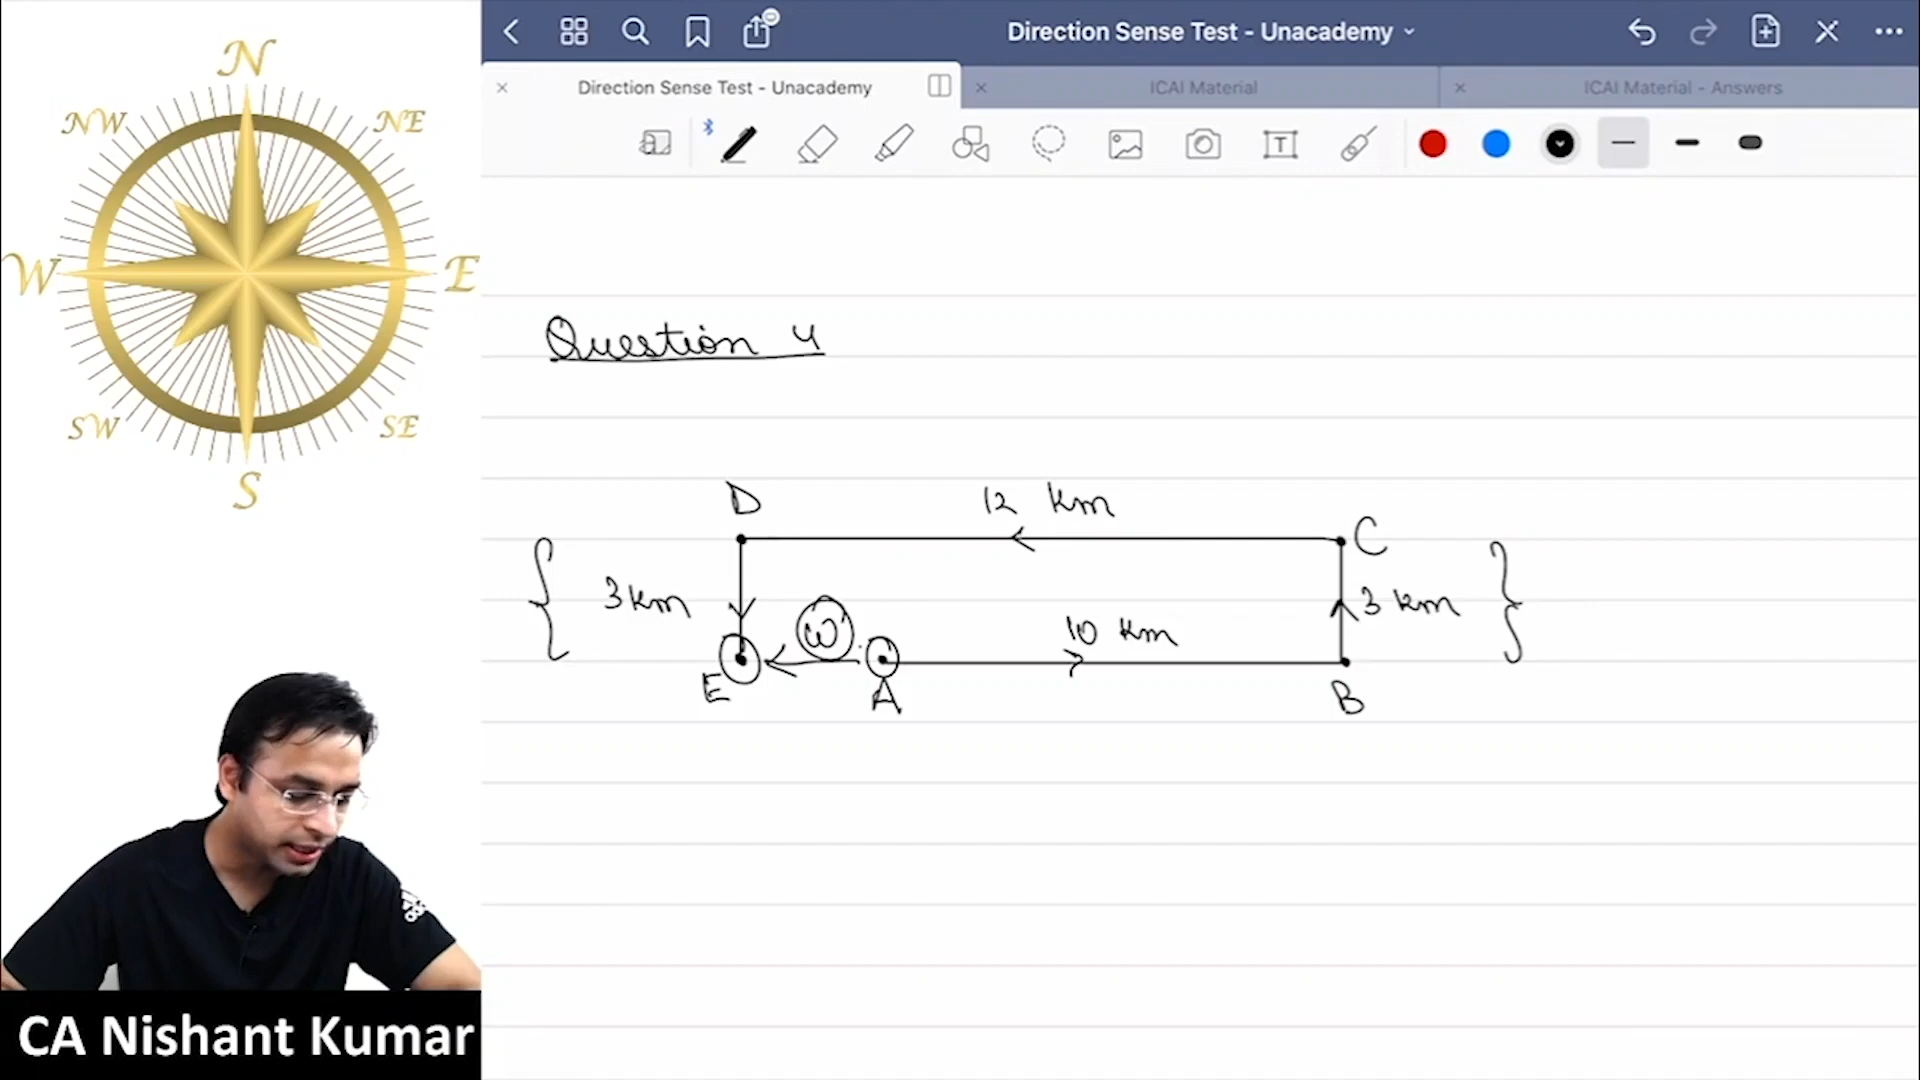 N
NW NE
W E
SW SE
S
Direction Sense Test - Unacademy
Direction Sense Test - Unacademy
ICAI Material
ICAI Material - Answers
T
Question 4
D
12 km
C
3 km
3 km
W
10 km
E
A
B
CA Nishant Kumar